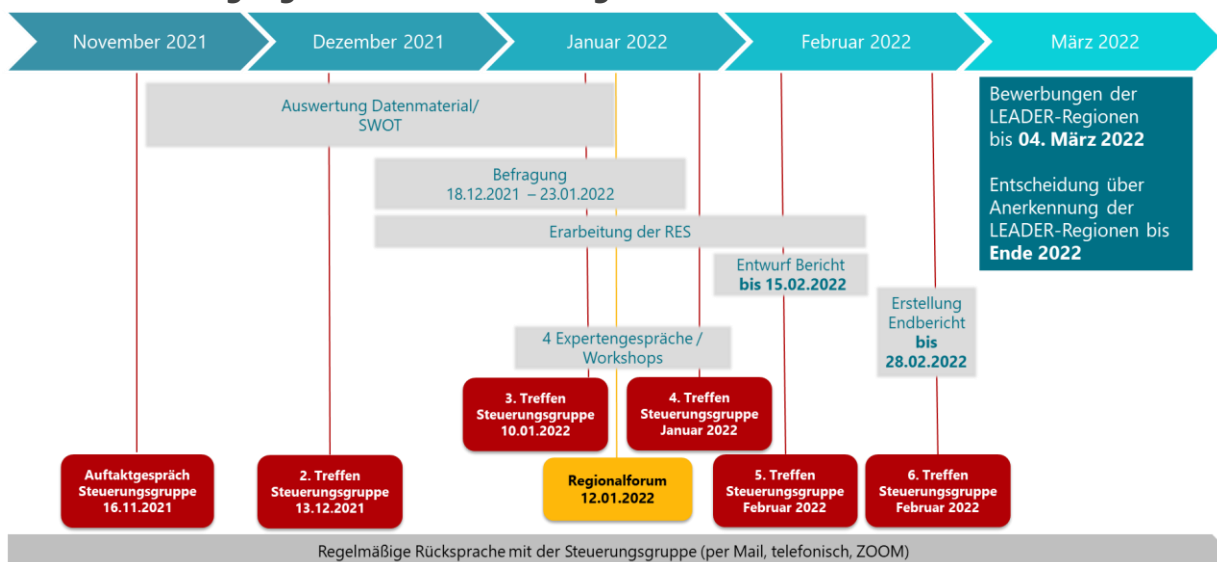 November 2021
Dezember 2021
Januar 2022
Februar 2022
März 2022
Auswertung Datenmaterial/
SWOT
Befragung
18.12.2021 – 23.01.2022
Erarbeitung der RES
Entwurf Bericht
bis 15.02.2022
Erstellung
Endbericht
bis
28.02.2022
4 Expertengespräche /
Workshops
Bewerbungen der
LEADER-Regionen
bis 04. März 2022
Entscheidung über
Anerkennung der
LEADER-Regionen bis
Ende 2022
3. Treffen
Steuerungsgruppe
10.01.2022
4. Treffen
Steuerungsgruppe
Januar 2022
Auftaktgespräch
Steuerungsgruppe
16.11.2021
2. Treffen
Steuerungsgruppe
13.12.2021
Regionalforum
12.01.2022
5. Treffen
Steuerungsgruppe
Februar 2022
6. Treffen
Steuerungsgruppe
Februar 2022
Regelmäßige Rücksprache mit der Steuerungsgruppe (per Mail, telefonisch, ZOOM)